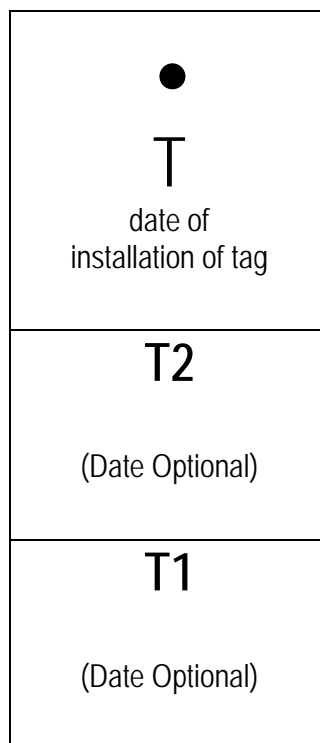 T
date of
installation of tag
T2
(Date Optional)
T1
(Date Optional)